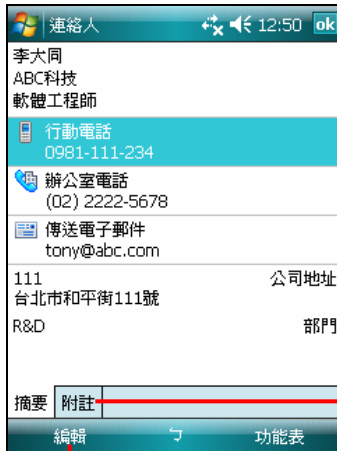 連絡人 12:50 ok
李大同
ABC科技
軟體工程師
行動電話
0981-111-234
辦公室電話
(02) 2222-5678
傳送電子郵件
tony@abc.com
111 公司地址
台北市和平街111號
R&D 部門
摘要 附註
編輯 功能表